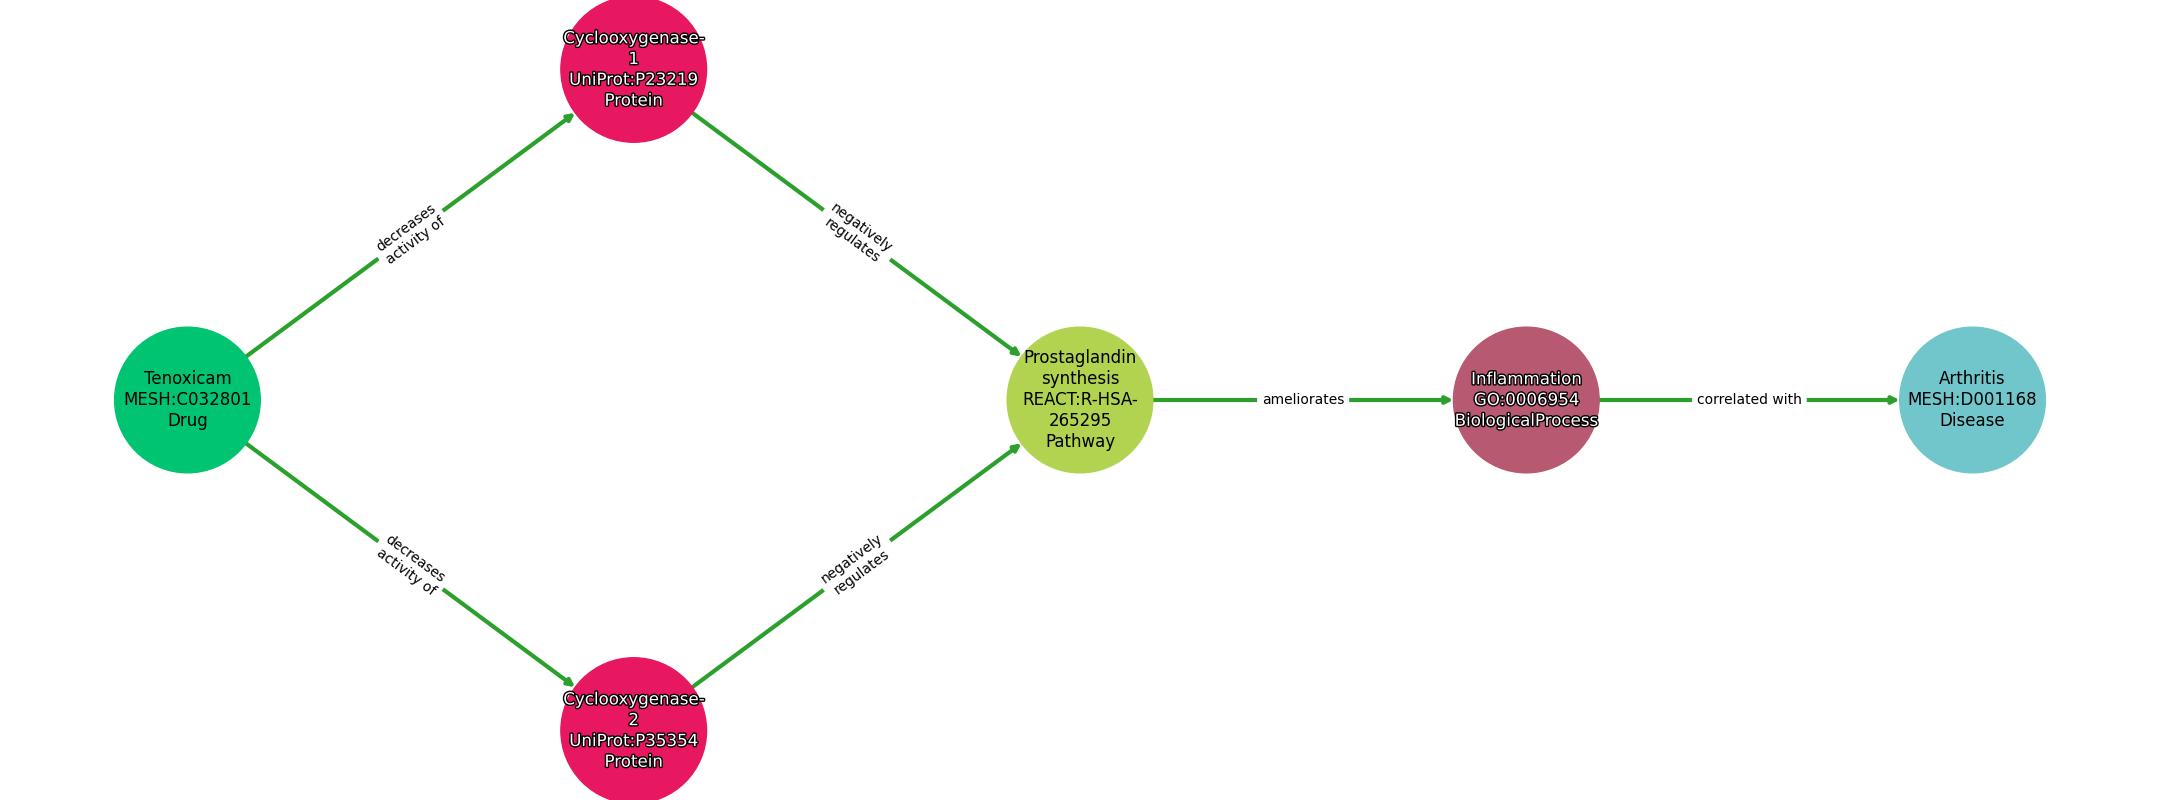 Cyclooxygenase-
1
UniProt:P23219
Protein
decreases
activity of
negatively
regulates
Tenoxicam
MESH:C032801
Drug
Prostaglandin
synthesis
REACT:R-HSA-
265295
Pathway
ameliorates
Inflammation
GO:0006954
BiologicalProcess
correlated with
Arthritis
MESH:D001168
Disease
decreases
activity of
negatively
regulates
Cyclooxygenase-
2
UniProt:P35354
Protein